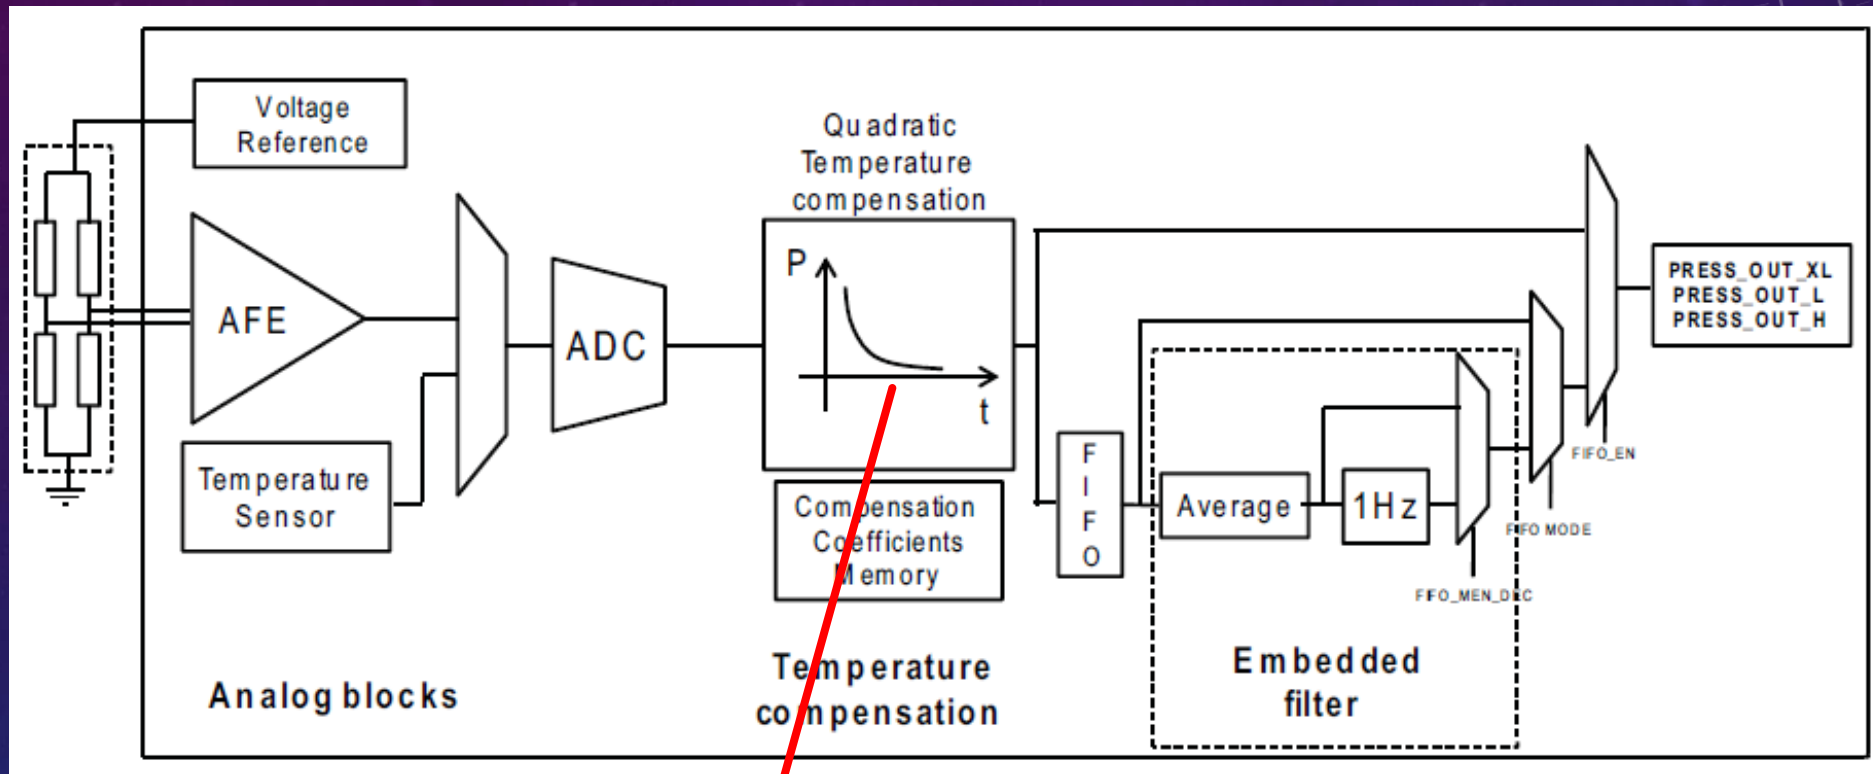 Voltage
Reference
AFE
Temperature
Sensor
ADC
Quadratic
Temperature
compensation
P
t
Compensation
Coefficients
Memory
F
I
F
O
Average
1Hz
PRESS_OUT_XL
PRESS_OUT_L
PRESS_OUT_H
FIFO_EN
FIFO MODE
FIFO_MEN_DEC
Analog blocks
Temperature
compensation
Embedded
filter